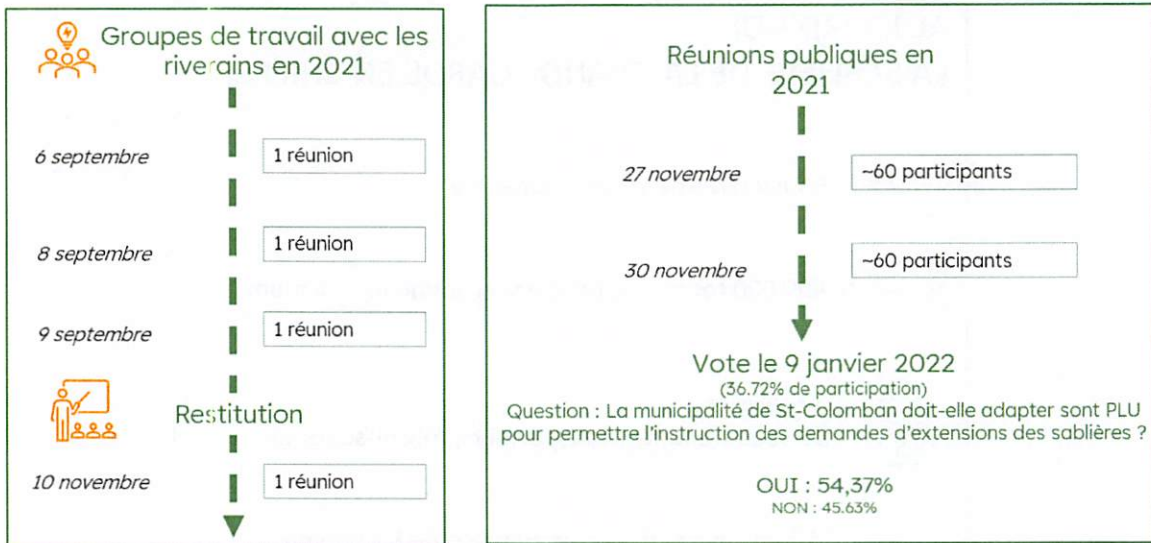 Groupes de travail avec les
riverains en 2021
6 septembre
1 réunion
8 septembre
1 réunion
9 septembre
1 réunion
Restitution
10 novembre
1 réunion
Réunions publiques en
2021
27 novembre
~60 participants
30 novembre
~60 participants
Vote le 9 janvier 2022
(36.72% de participation)
Question : La municipalité de St-Colomban doit-elle adapter sont PLU
pour permettre l'instruction des demandes d'extensions des sablières ?
OUI : 54,37%
NON : 45.63%